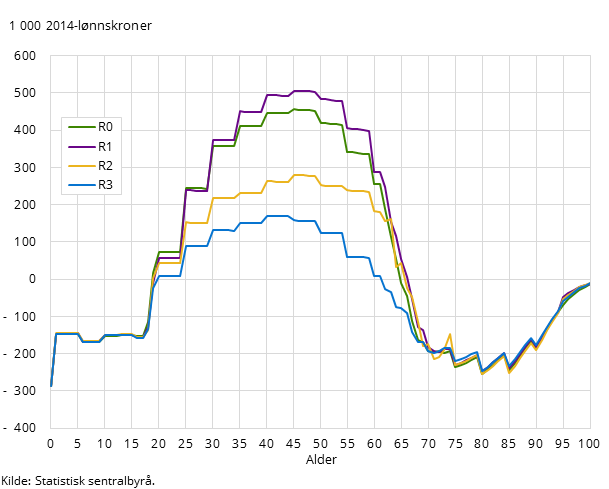 1 000 2014-lønnskroner
600
500
400
300
200
100
0
- 100
- 200
- 300
- 400
R0
R1
R2
R3
0 5 10 15 20 25 30 35 40 45 50 55 60 65 70 75 80 85 90 95 100
Alder
Kilde: Statistisk sentralbyrå.